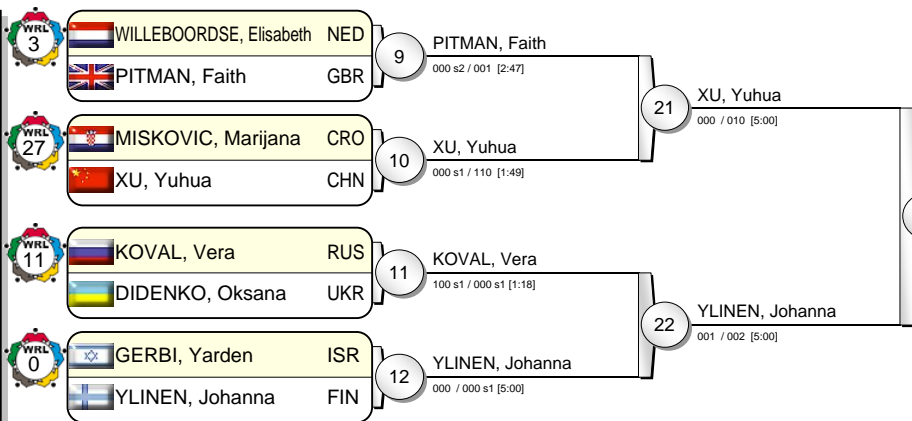 WRL
3
WILLEBOORDSE, Elisabeth NED
PITMAN, Faith GBR
9
PITMAN, Faith
000 s2 / 001 [2:47]
WRL
27
MISKOVIC, Marijana CRO
XU, Yuhua CHN
10
XU, Yuhua
000 s1 / 110 [1:49]
21
XU, Yuhua
000 / 010 [5:00]
WRL
11
KOVAL, Vera RUS
DIDENKO, Oksana UKR
11
KOVAL, Vera
100 s1 / 000 s1 [1:18]
WRL
0
GERBI, Yarden ISR
YLINEN, Johanna FIN
12
YLINEN, Johanna
000 / 000 s1 [5:00]
22
YLINEN, Johanna
001 / 002 [5:00]